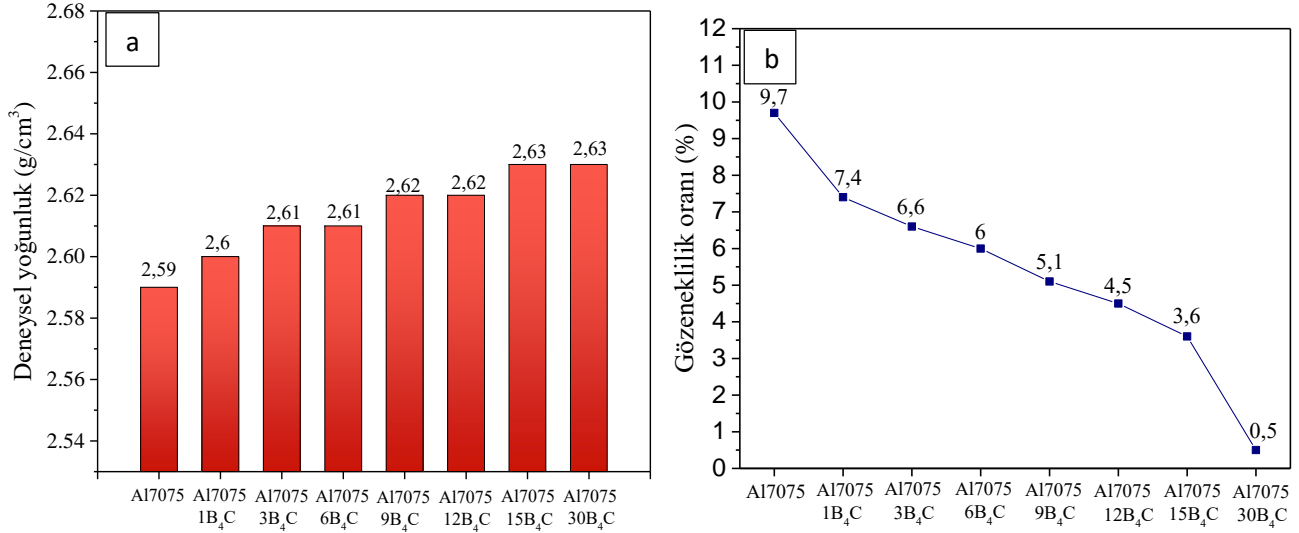 a
Deneysel yoğunluk (g/cm³)
2.68
2.66
2.64
2.62
2.60
2.58
2.56
2.54
2,59
2,6
2,61
2,61
2,62
2,62
2,63
2,63
Al7075
Al7075
1B₄C
Al7075
3B₄C
Al7075
6B₄C
Al7075
9B₄C
Al7075
12B₄C
Al7075
15B₄C
Al7075
30B₄C
b
Gözeneklilik oranı (%)
12
11
10
9
8
7
6
5
4
3
2
1
0
9,7
7,4
6,6
6
5,1
4,5
3,6
0,5
Al7075
Al7075
1B₄C
Al7075
3B₄C
Al7075
6B₄C
Al7075
9B₄C
Al7075
12B₄C
Al7075
15B₄C
Al7075
30B₄C